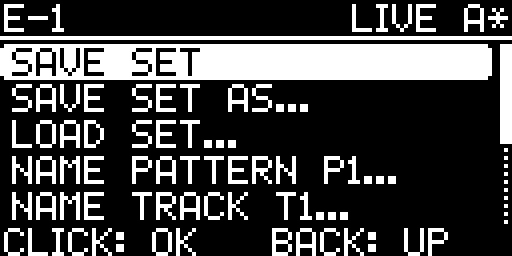 E-1 LIVE A*
SAVE SET
SAVE SET AS...
LOAD SET...
NAME PATTERN P1...
NAME TRACK T1...
CLICK: OK BACK: UP